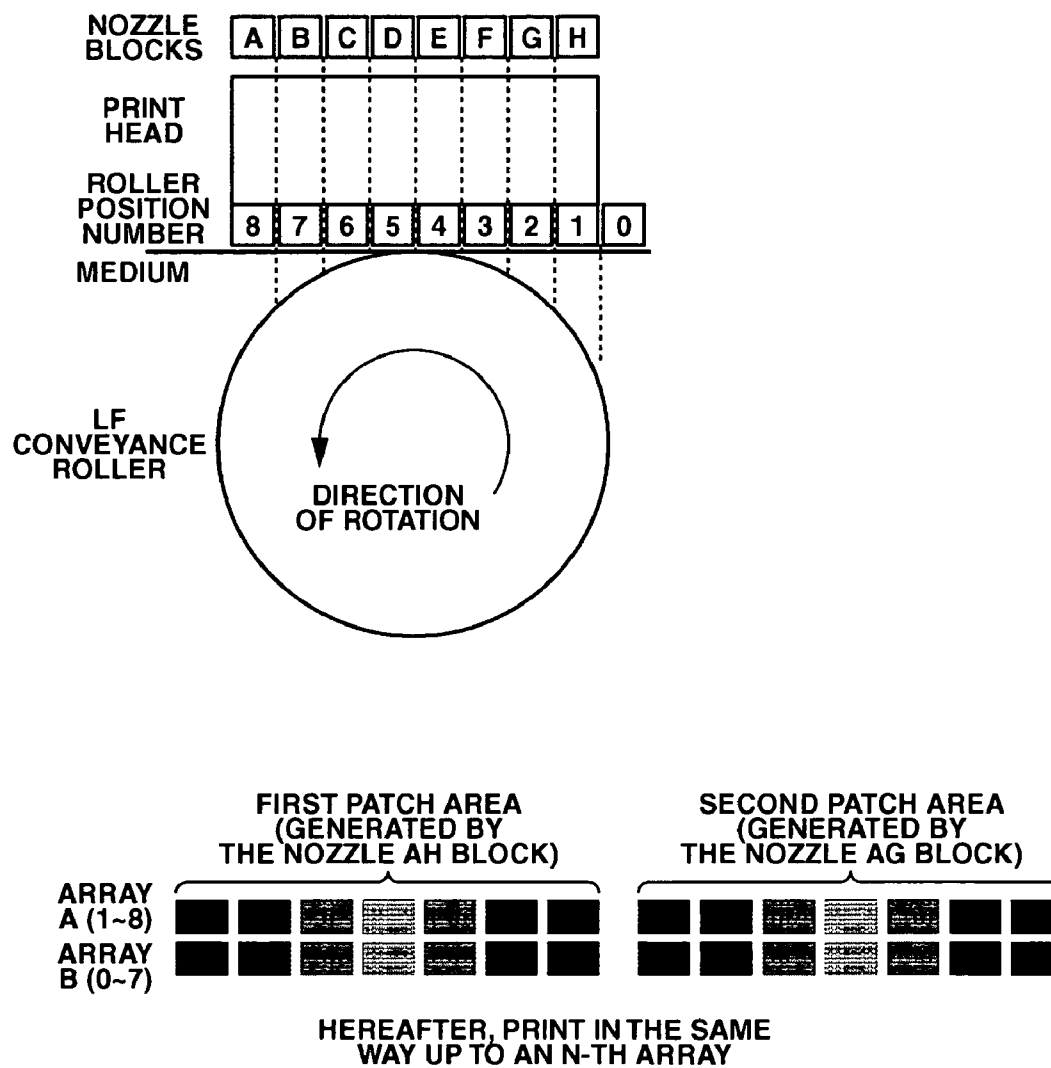 NOZZLE
BLOCKS
A B C D E F G H
PRINT
HEAD
ROLLER
POSITION
NUMBER
8 7 6 5 4 3 2 1 0
MEDIUM
LF
CONVEYANCE
ROLLER
DIRECTION
OF ROTATION
FIRST PATCH AREA
(GENERATED BY
THE NOZZLE AH BLOCK)
SECOND PATCH AREA
(GENERATED BY
THE NOZZLE AG BLOCK)
ARRAY
A (1~8)
ARRAY
B (0~7)
HEREAFTER, PRINT IN THE SAME
WAY UP TO AN N-TH ARRAY